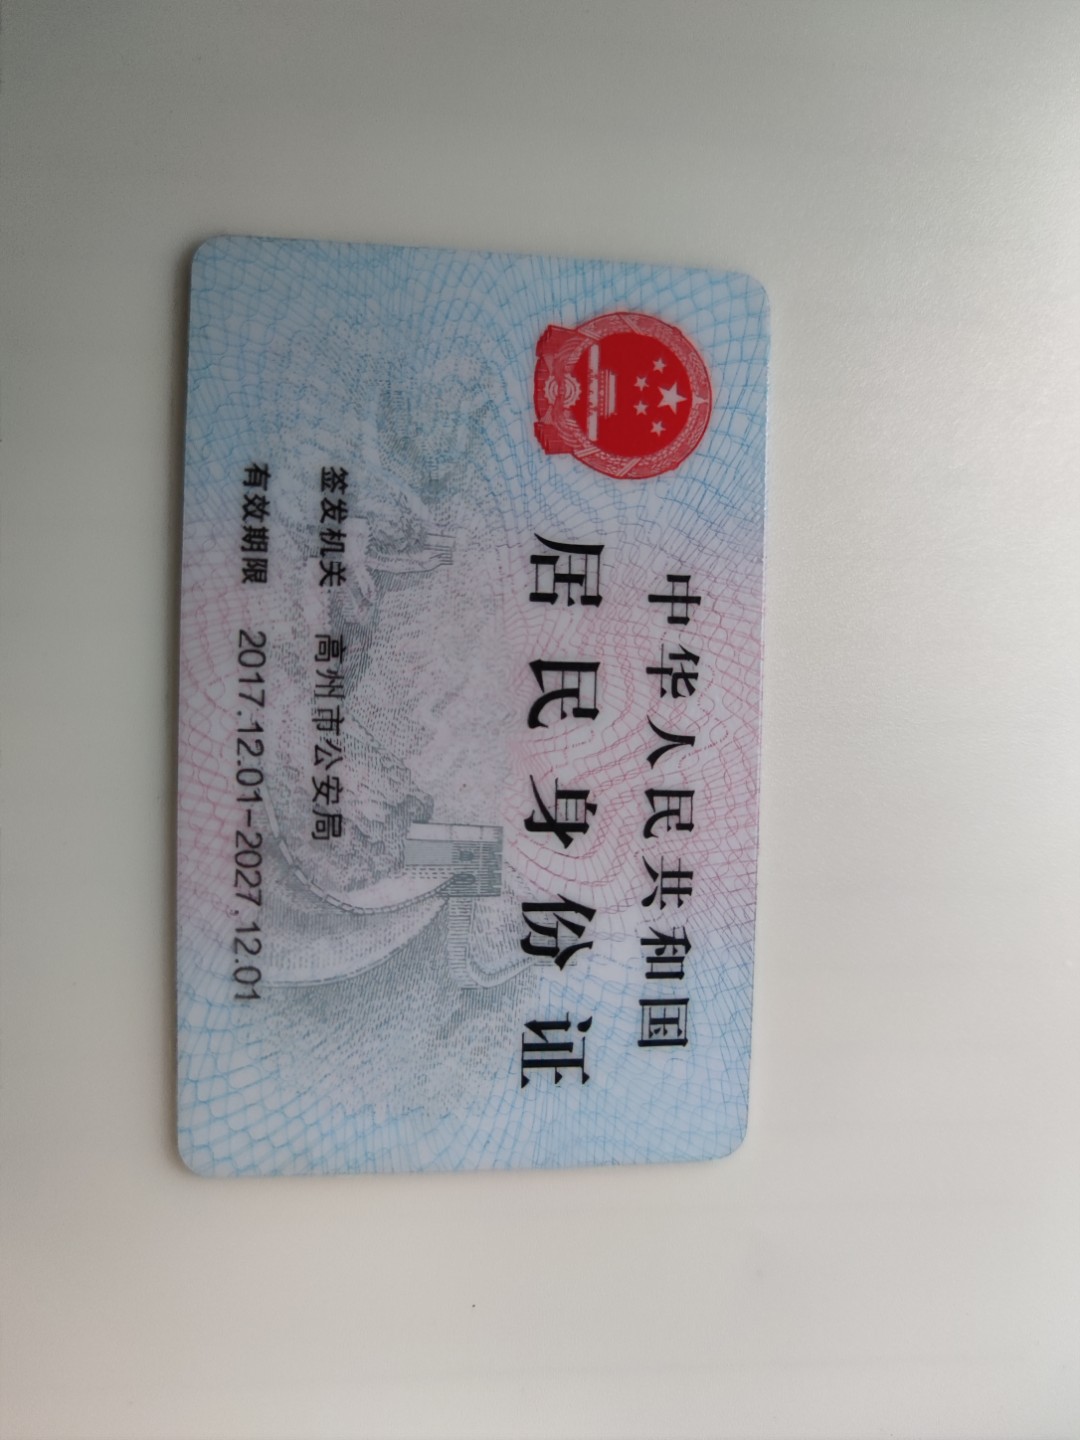 中华人民共和国
居民身份证
签发机关 高州市公安局
有效期限 2017.12.01-2027.12.01